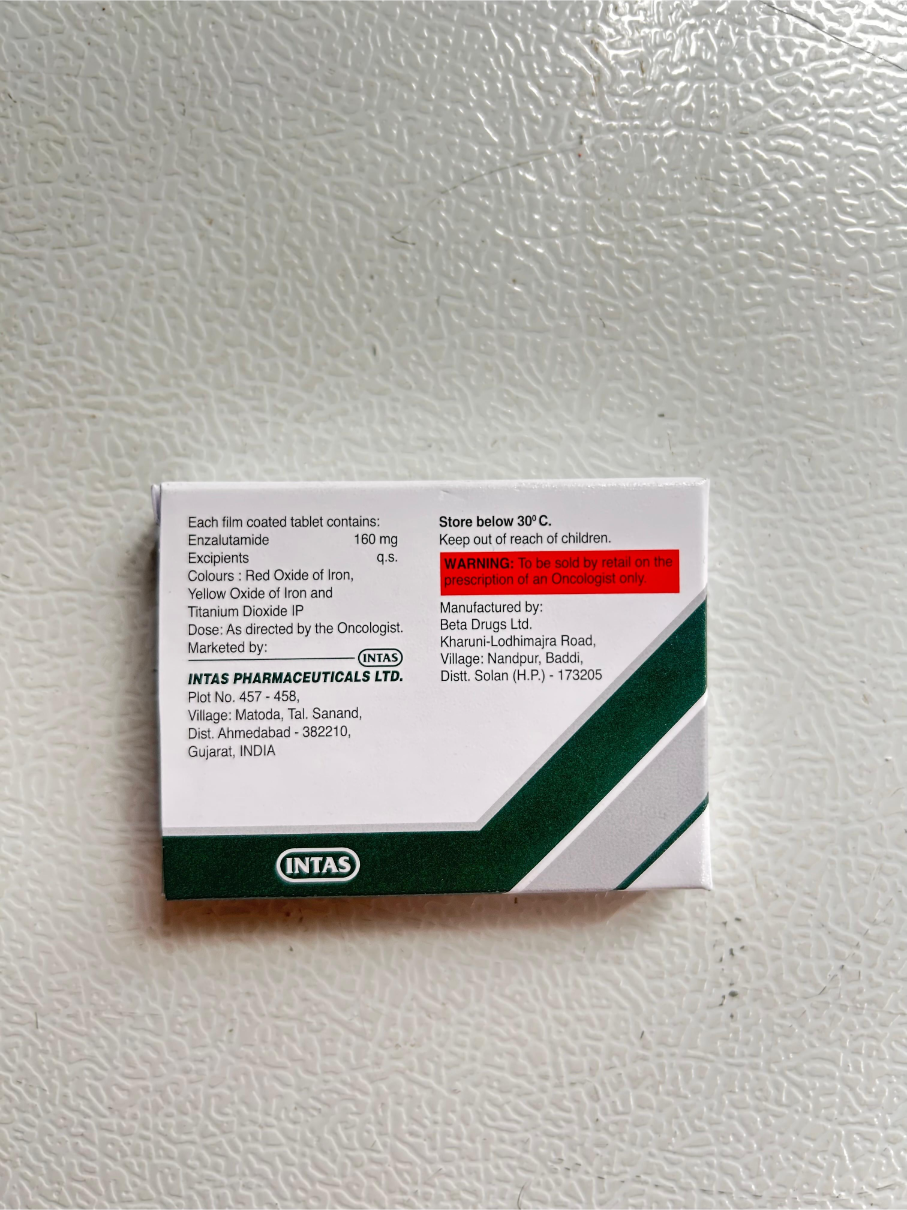 Each film coated tablet contains:
Enzalutamide 160 mg
Excipients q.s.
Colours : Red Oxide of Iron,
Yellow Oxide of Iron and
Titanium Dioxide IP
Dose: As directed by the Oncologist.
Marketed by:
INTAS
INTAS PHARMACEUTICALS LTD.
Plot No. 457 - 458,
Village: Matoda, Tal. Sanand,
Dist. Ahmedabad - 382210,
Gujarat, INDIA
Store below 30⁰ C.
Keep out of reach of children.
WARNING: To be sold by retail on the
prescription of an Oncologist only.
Manufactured by:
Beta Drugs Ltd.
Kharuni-Lodhimajra Road,
Village: Nandpur, Baddi,
Distt. Solan (H.P.) - 173205
INTAS